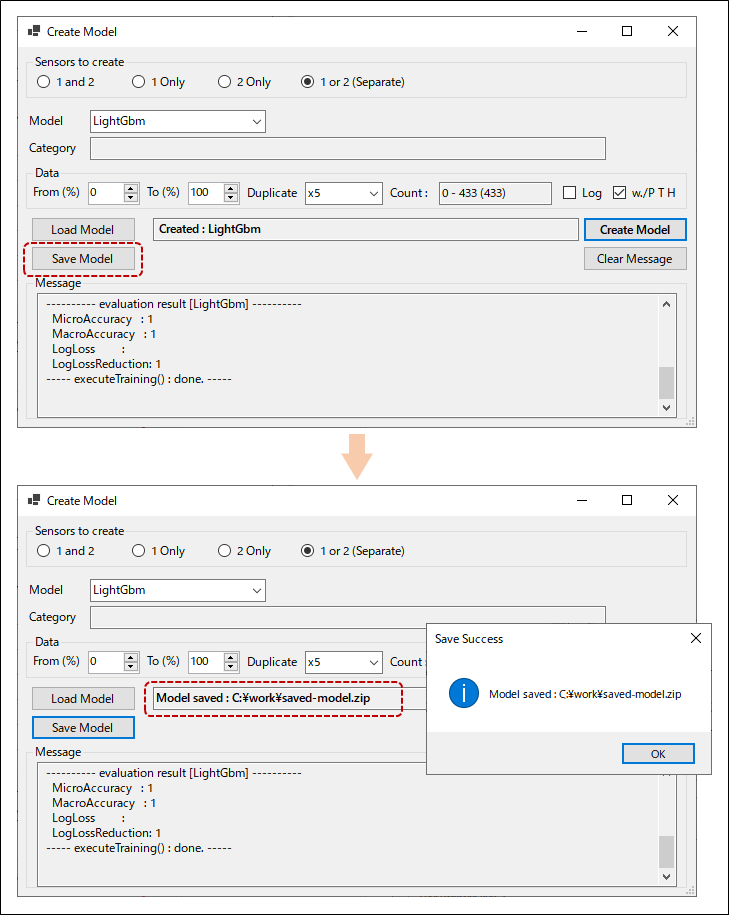 Create Model
Sensors to create
1 and 2 1 Only 2 Only 1 or 2 (Separate)
Model LightGbm
Category
Data
From (%) 0 To (%) 100 Duplicate x5 Count : 0 - 433 (433) Log w./P T H
Load Model Created : LightGbm Create Model
Save Model Clear Message
Message
---------- evaluation result [LightGbm] ----------
MicroAccuracy : 1
MacroAccuracy : 1
LogLoss :
LogLossReduction: 1
----- executeTraining() : done. -----
Create Model
Sensors to create
1 and 2 1 Only 2 Only 1 or 2 (Separate)
Model LightGbm
Category
Data
From (%) 0 To (%) 100 Duplicate x5 Count :
Load Model Model saved : C:¥work¥saved-model.zip
Save Model
Save Success
Model saved : C:¥work¥saved-model.zip
OK
Message
---------- evaluation result [LightGbm] ----------
MicroAccuracy : 1
MacroAccuracy : 1
LogLoss :
LogLossReduction: 1
----- executeTraining() : done. -----